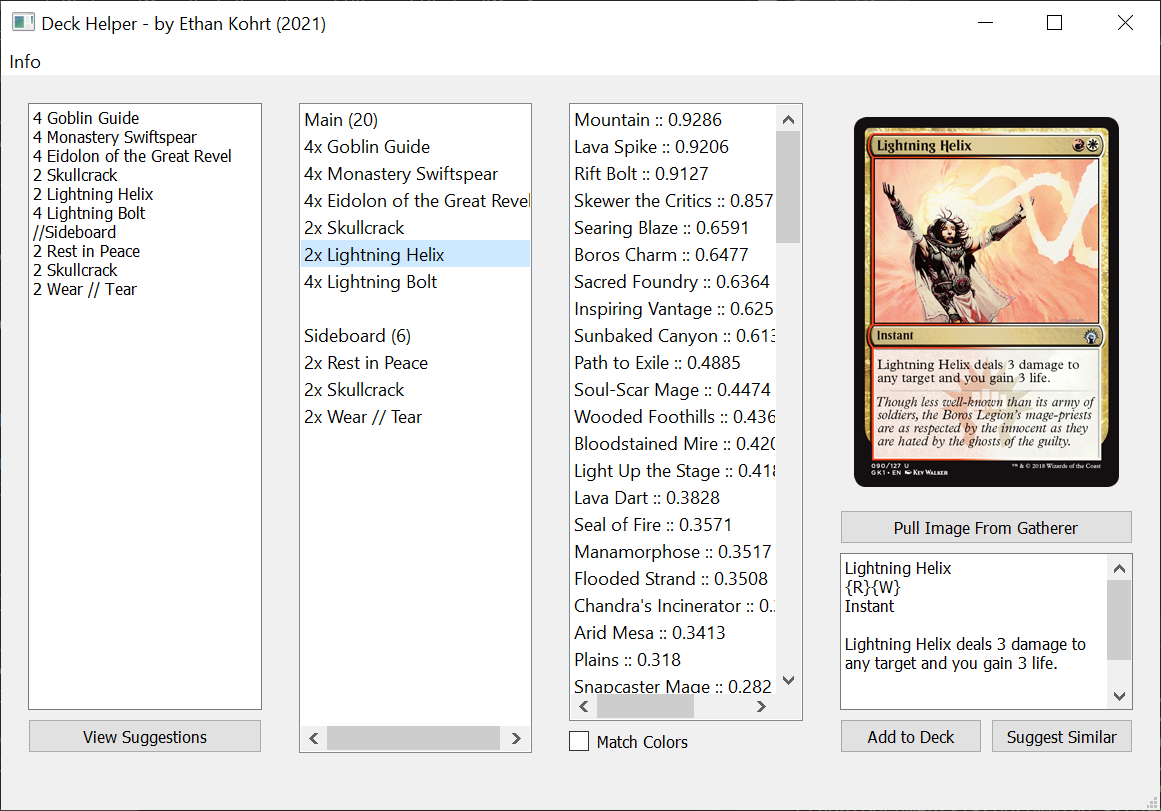 Deck Helper - by Ethan Kohrt (2021)
Info
4 Goblin Guide
4 Monastery Swiftspear
4 Eidolon of the Great Revel
2 Skullcrack
2 Lightning Helix
4 Lightning Bolt
//Sideboard
2 Rest in Peace
2 Skullcrack
2 Wear // Tear
View Suggestions
Main (20)
4x Goblin Guide
4x Monastery Swiftspear
4x Eidolon of the Great Revel
2x Skullcrack
2x Lightning Helix
4x Lightning Bolt
Sideboard (6)
2x Rest in Peace
2x Skullcrack
2x Wear // Tear
Mountain :: 0.9286
Lava Spike :: 0.9206
Rift Bolt :: 0.9127
Skewer the Critics :: 0.857
Searing Blaze :: 0.6591
Boros Charm :: 0.6477
Sacred Foundry :: 0.6364
Inspiring Vantage :: 0.625
Sunbaked Canyon :: 0.613
Path to Exile :: 0.4885
Soul-Scar Mage :: 0.4474
Wooded Foothills :: 0.436
Bloodstained Mire :: 0.420
Light Up the Stage :: 0.418
Lava Dart :: 0.3828
Seal of Fire :: 0.3571
Manamorphose :: 0.3517
Flooded Strand :: 0.3508
Chandra's Incinerator :: 0.
Arid Mesa :: 0.3413
Plains :: 0.318
Snapcaster Mage :: 0.282
Match Colors
Lightning Helix
Instant
Lightning Helix deals 3 damage to
any target and you gain 3 life.
Though less well-known than its army of
soldiers, the Boros Legion's mage-priests
are as respected by the innocent as they
are hated by the ghosts of the guilty.
090/127 U
GK1 • EN Kev Walker
™ & © 2018 Wizards of the Coast
Pull Image From Gatherer
Lightning Helix
{R}{W}
Instant
Lightning Helix deals 3 damage to
any target and you gain 3 life.
Add to Deck
Suggest Similar